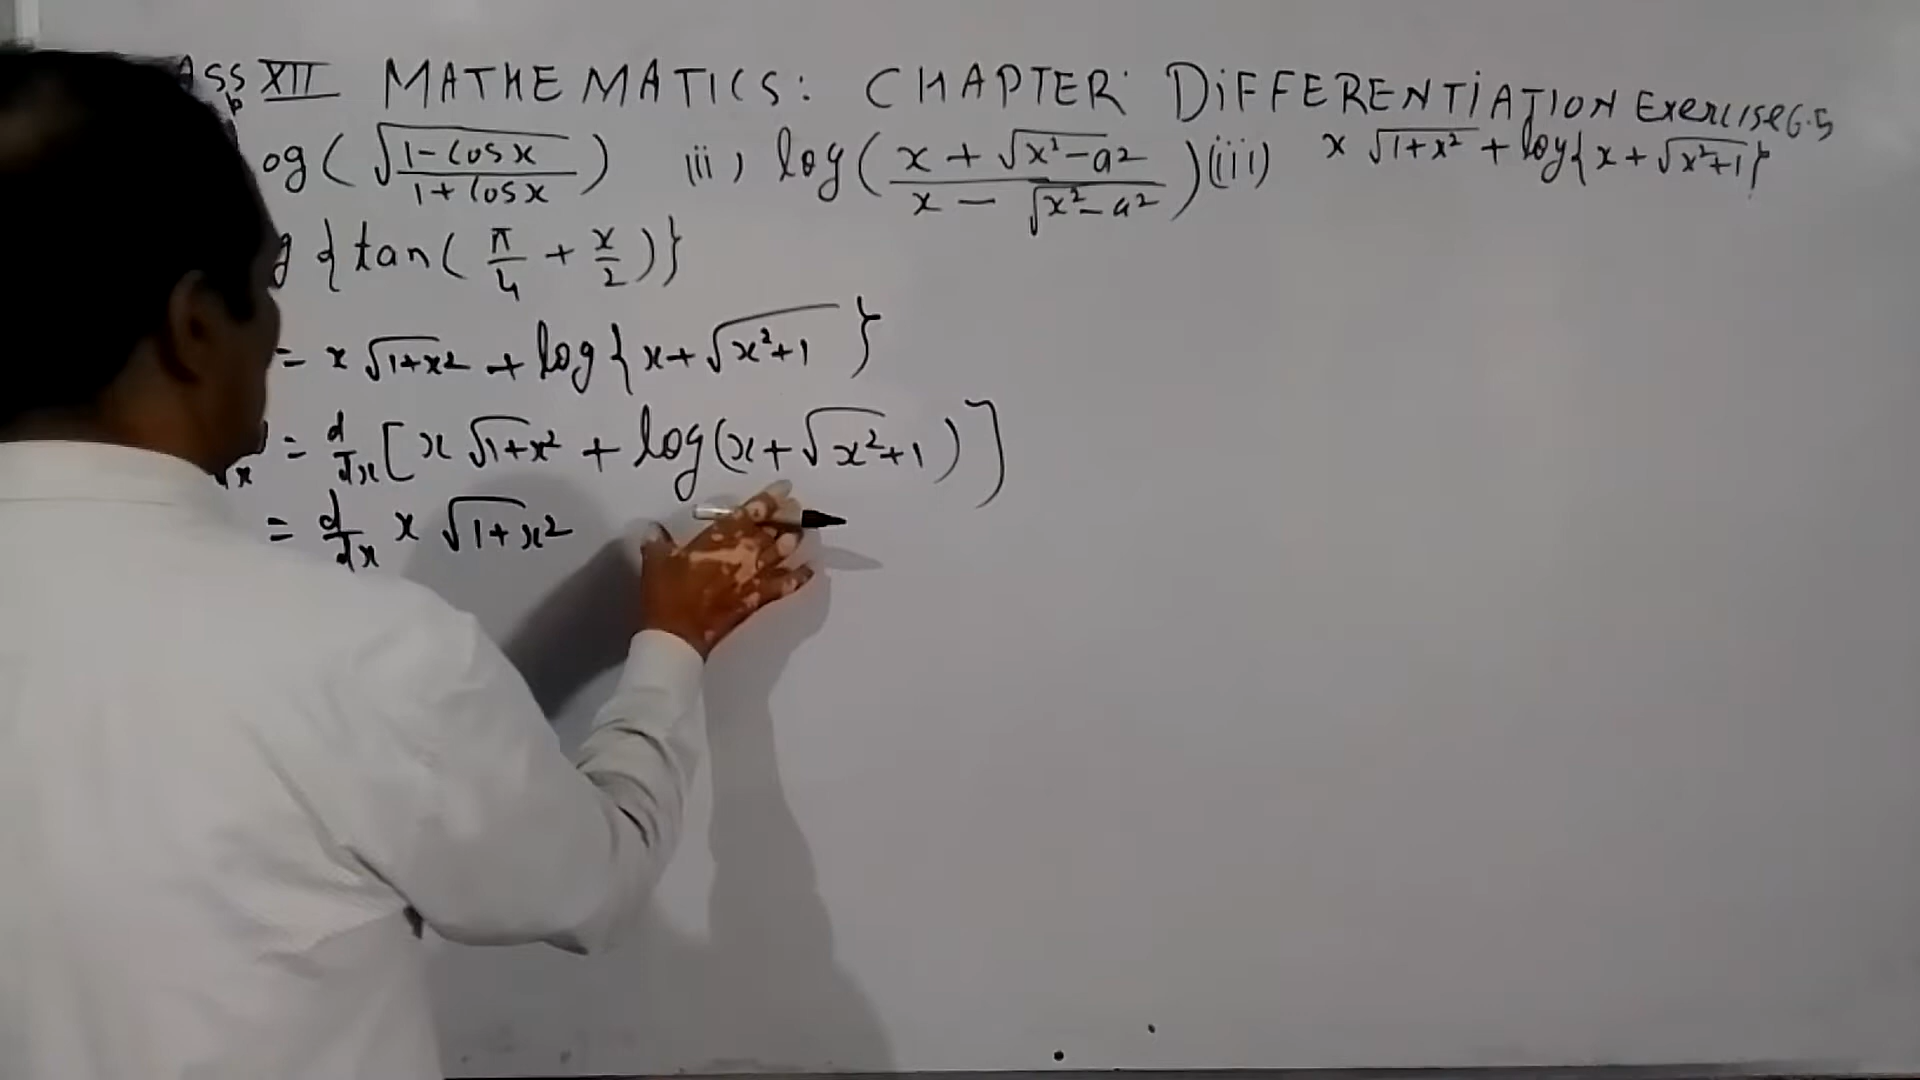 ASS XII MATHEMATICS: CHAPTER: DiFFERENTiATION Exercise 6.5
og(√(1-cosx/1+cosx)) (ii) log(x+√x²-a²/x-√x²-a²) (iii) x√1+x² + log{x+√x²+1}
g {tan(π/4 + x/2)}
= x√1+x² + log{x+√x²+1}
= d/dx [x√1+x² + log(x+√x²+1)]
= d/dx x√1+x²